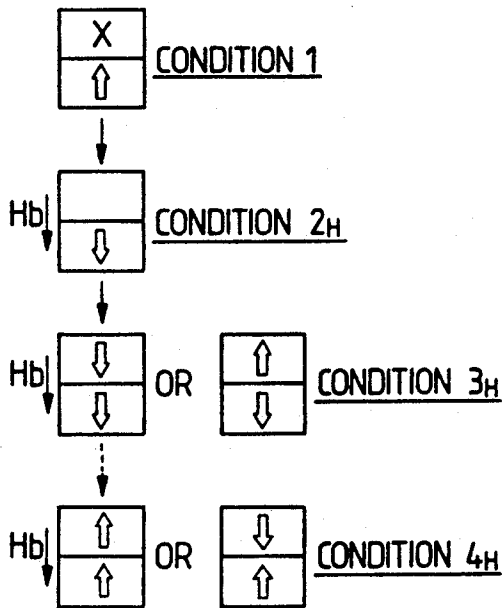 X
CONDITION 1
Hb
CONDITION 2H
Hb OR
CONDITION 3H
Hb OR
CONDITION 4H